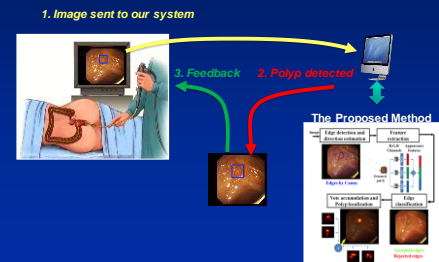 1. Image sent to our system
3. Feedback
2. Polyp detected
The Proposed Method
Image
Edge detection and
direction estimation
Feature
extraction
Edges by Canny
Vote accumulation and
Polyp localization
Edge
classification
Accepted edges
Rejected edges